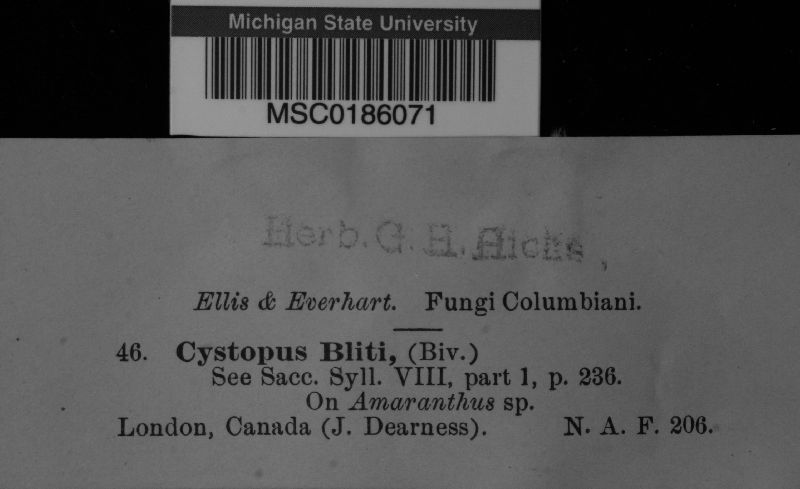 Michigan State University
MSC0186071
Herb. G. H. Hicks,
Ellis & Everhart. Fungi Columbiani.
46. Cystopus Bliti, (Biv.)
See Sacc. Syll. VIII, part 1, p. 236.
On Amaranthus sp.
London, Canada (J. Dearness). N. A. F. 206.